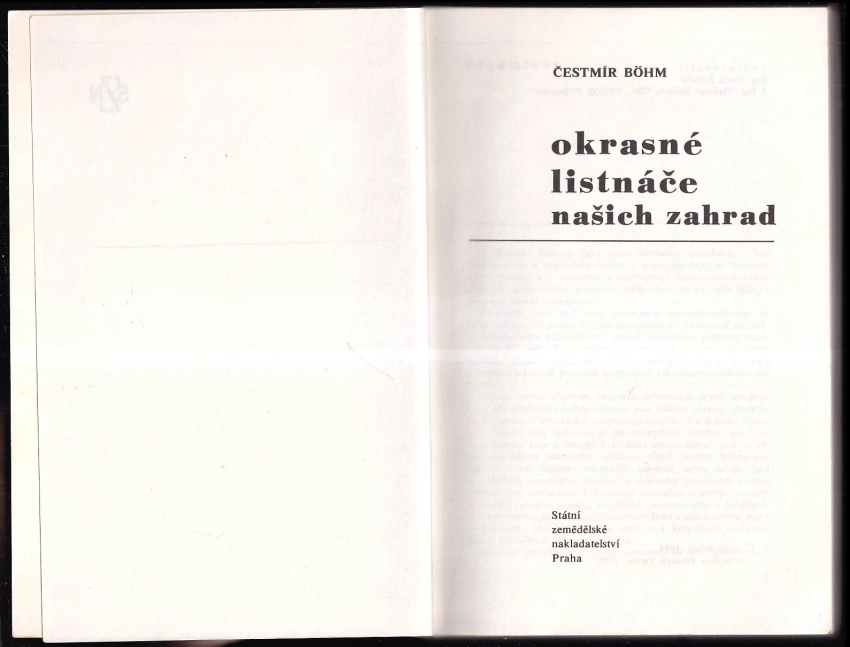 ČESTMÍR BÖHM
okrasné
listnáče
našich zahrad
Státní
zemědělské
nakladatelství
Praha